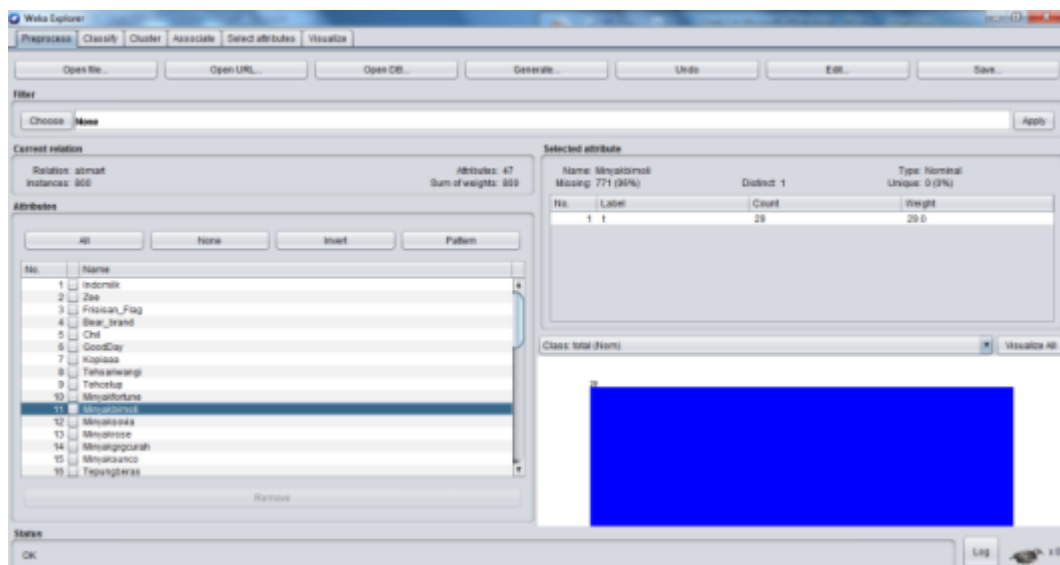 Weka Explorer
Preprocess Classify Cluster Associate Select attributes Visualize
Open file... Open URL... Open DB... Generate... Undo Edit... Save...
Filter
Choose None Apply
Current relation
Relation: abmart Attributes: 47
Instances: 800 Sum of weights: 800
Selected attribute
Name: Minyakbimoli Type: Nominal
Missing: 771 (96%) Distinct: 1 Unique: 0 (0%)
No. Label Count Weight
1 t 29 29.0
Attributes
All None Invert Pattern
No. Name
1 Indomilk
2 Zee
3 Frisisan_Flag
4 Bear_brand
5 Chil
6 GoodDay
7 Kopiaaa
8 Tehsariwangi
9 Tehcelup
10 Minyakfortune
11 Minyakbimoli
12 Minyaksovia
13 Minyakrose
14 Minyakgrgcurah
15 Minyaksunco
16 Tepungberas
Remove
Class: total (Nom) Visualize All
29
Status
OK
Log x 0